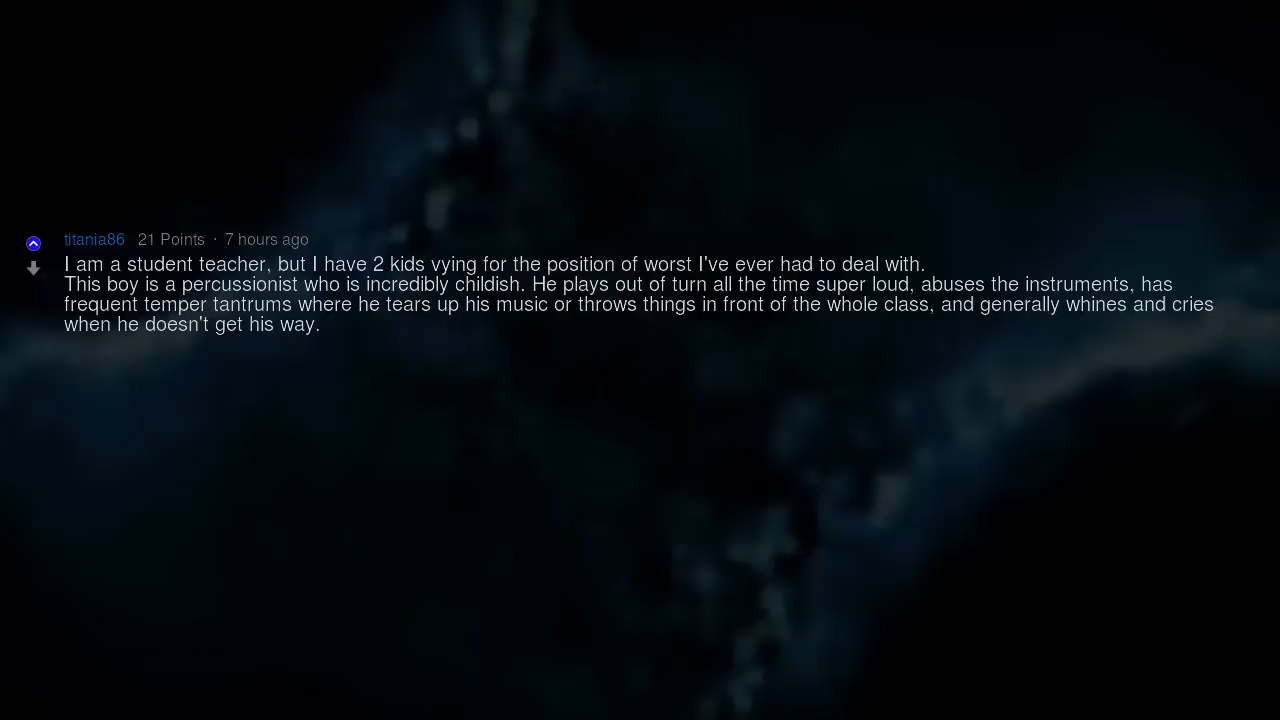 titania86 21 Points · 7 hours ago
I am a student teacher, but I have 2 kids vying for the position of worst I've ever had to deal with.
This boy is a percussionist who is incredibly childish. He plays out of turn all the time super loud, abuses the instruments, has
frequent temper tantrums where he tears up his music or throws things in front of the whole class, and generally whines and cries
when he doesn't get his way.